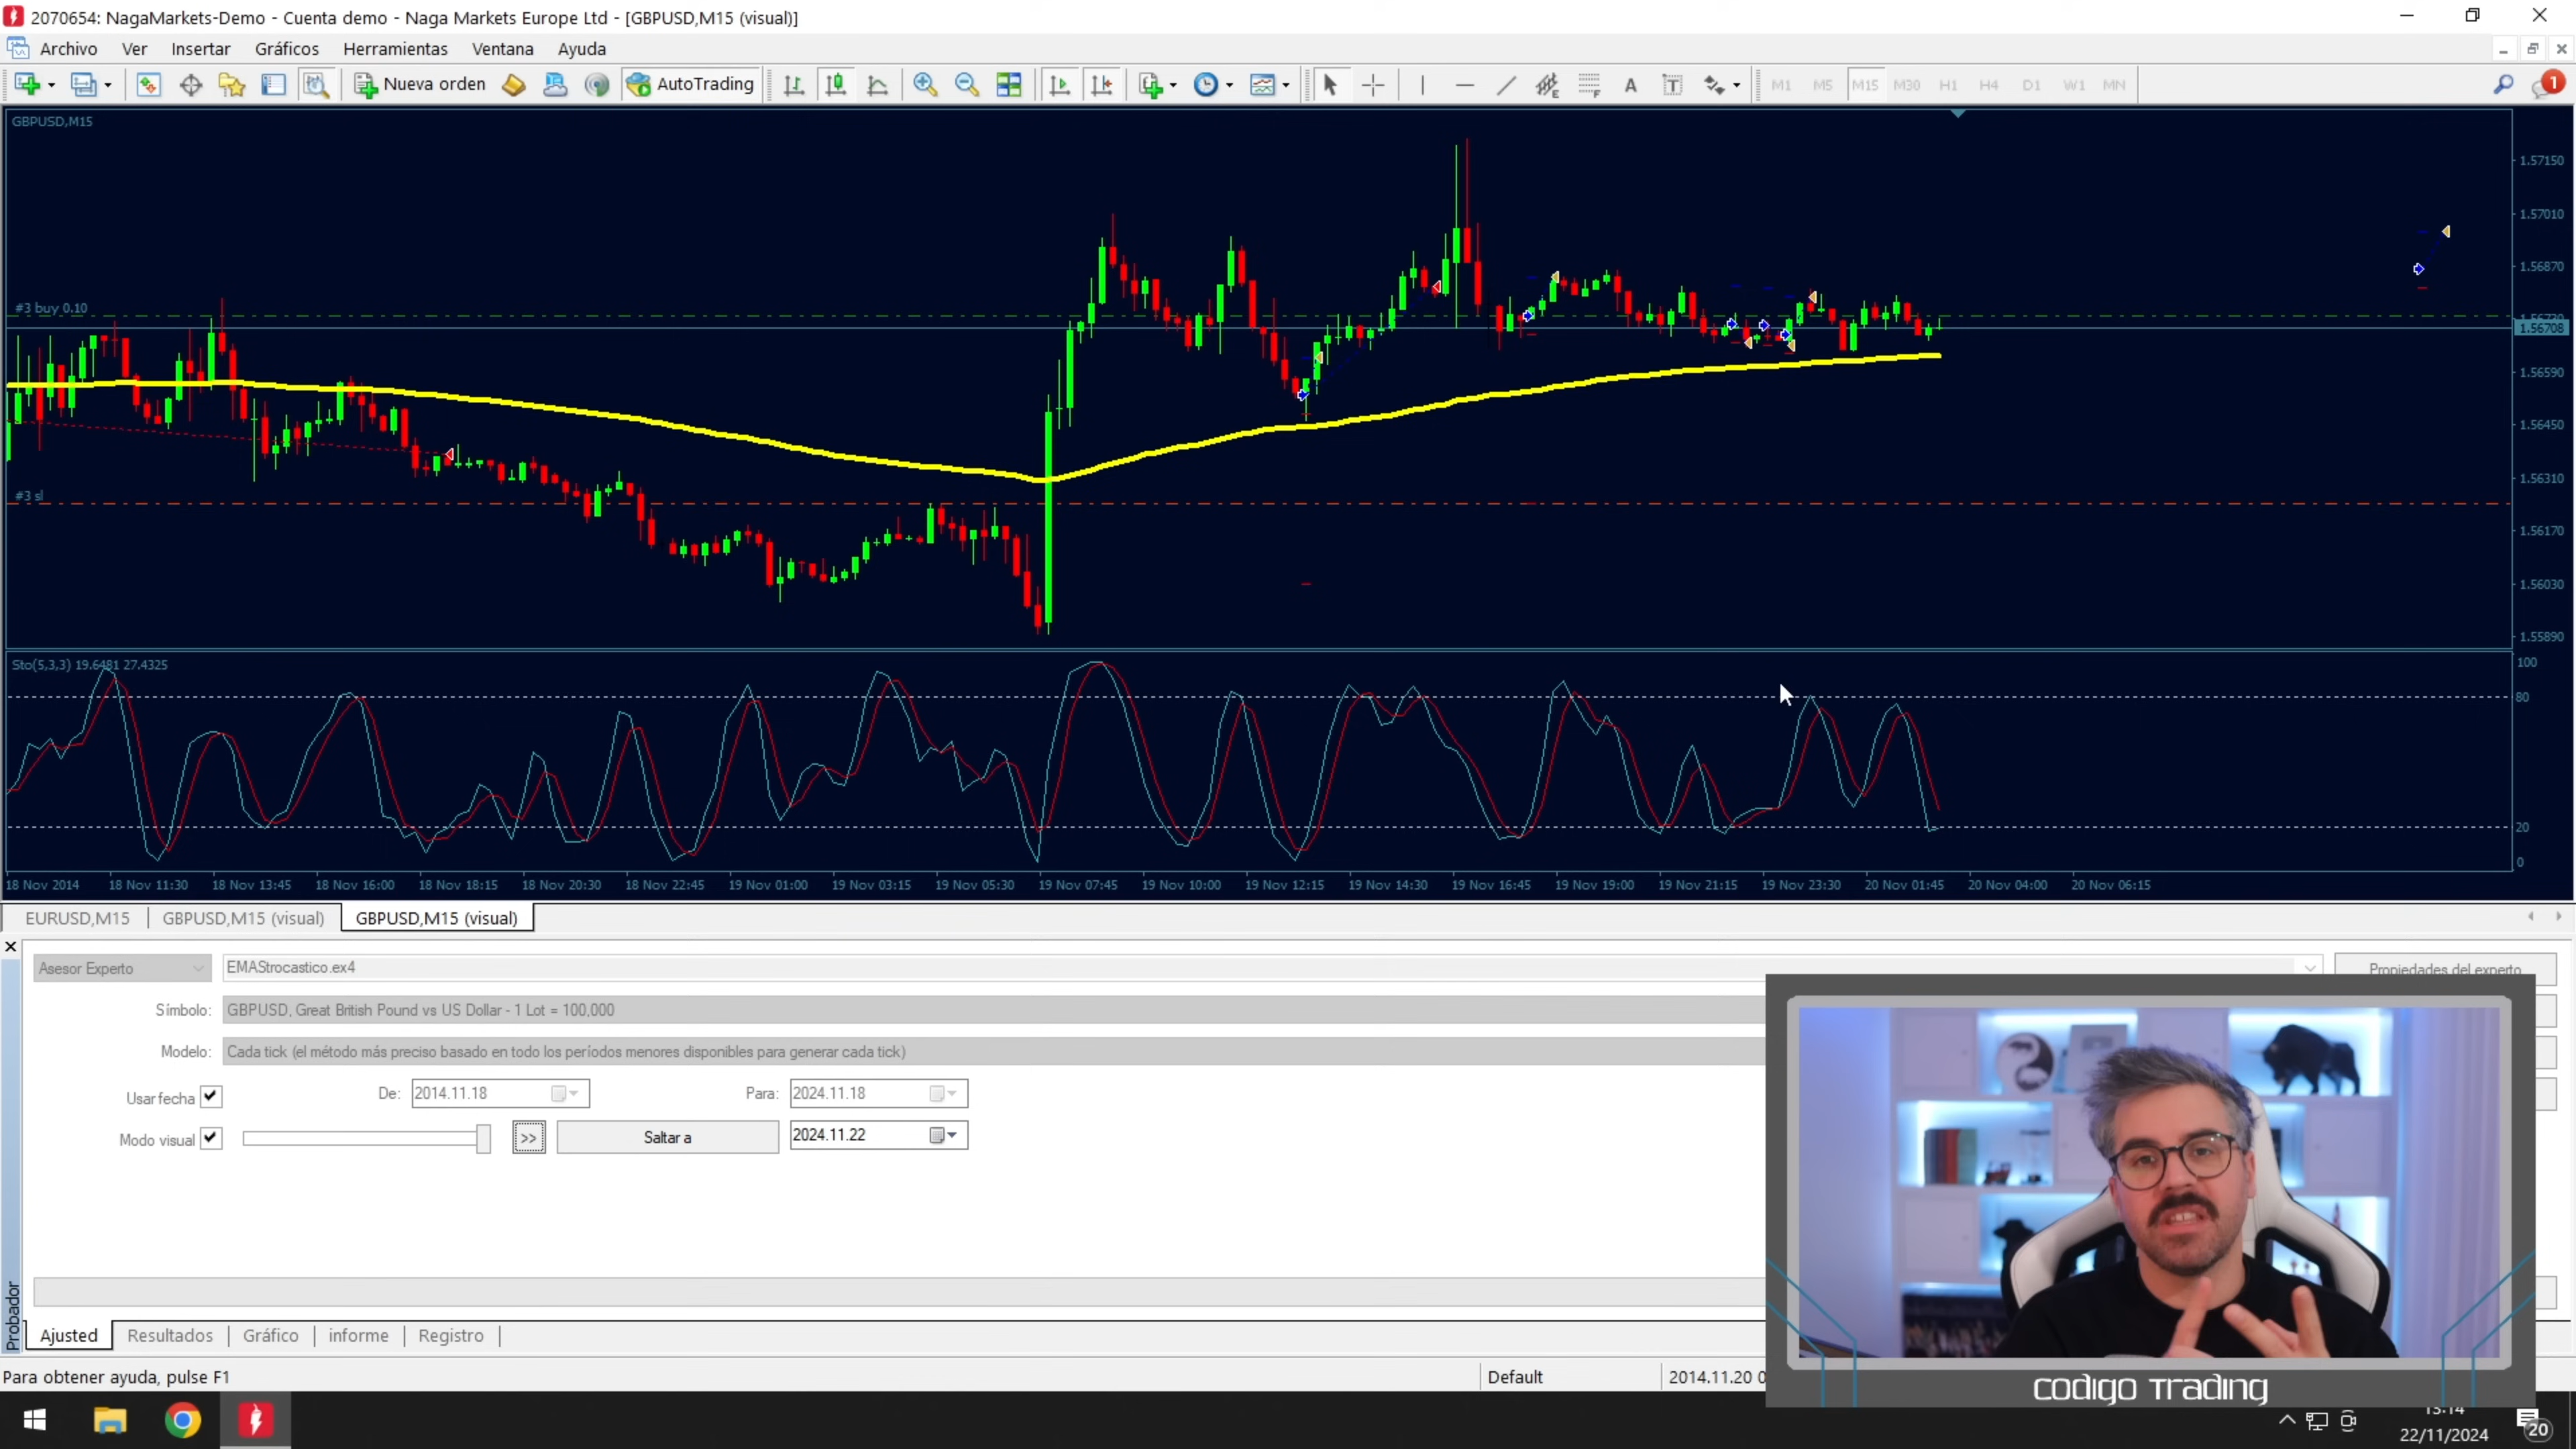 2070654: NagaMarkets-Demo - Cuenta demo - Naga Markets Europe Ltd - [GBPUSD,M15 (visual)]
Archivo Ver Insertar Gráficos Herramientas Ventana Ayuda
Nueva orden AutoTrading M1 M5 M15 M30 H1 H4 D1 W1 MN 1
GBPUSD,M15
1.57150
1.57010
1.56870
#3 buy 0.10
1.56708
1.56590
1.56450
1.56310
#3 sl
1.56170
1.56030
1.55890
Sto(5,3,3) 19.6481 27.4325
100
80
20
0
18 Nov 2014 18 Nov 11:30 18 Nov 13:45 18 Nov 16:00 18 Nov 18:15 18 Nov 20:30 18 Nov 22:45 19 Nov 01:00 19 Nov 03:15 19 Nov 05:30 19 Nov 07:45 19 Nov 10:00 19 Nov 12:15 19 Nov 14:30 19 Nov 16:45 19 Nov 19:00 19 Nov 21:15 19 Nov 23:30 20 Nov 01:45 20 Nov 04:00 20 Nov 06:15
EURUSD,M15 GBPUSD,M15 (visual) GBPUSD,M15 (visual)
Asesor Experto EMAStrocastico.ex4 Propiedades del experto
Símbolo: GBPUSD, Great British Pound vs US Dollar - 1 Lot = 100,000
Modelo: Cada tick (el método más preciso basado en todo los períodos menores disponibles para generar cada tick)
Usar fecha De: 2014.11.18 Para: 2024.11.18
Modo visual >> Saltar a 2024.11.22
Probador
Ajusted Resultados Gráfico informe Registro
Para obtener ayuda, pulse F1 Default 2014.11.20 0
codigo Trading
13:14
22/11/2024
20